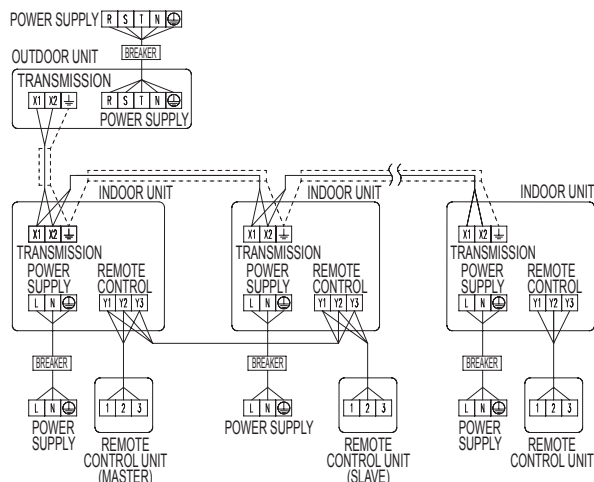 POWER SUPPLY R S T N
BREAKER
OUTDOOR UNIT
TRANSMISSION
X1 X2 R S T N
POWER SUPPLY
INDOOR UNIT INDOOR UNIT INDOOR UNIT
X1 X2 X1 X2 X1 X2
TRANSMISSION TRANSMISSION TRANSMISSION
POWER SUPPLY REMOTE CONTROL POWER SUPPLY REMOTE CONTROL POWER SUPPLY REMOTE CONTROL
L N Y1 Y2 Y3 L N Y1 Y2 Y3 L N Y1 Y2 Y3
BREAKER BREAKER BREAKER
L N 1 2 3 L N 1 2 3 L N 1 2 3
POWER SUPPLY
REMOTE CONTROL UNIT (MASTER)
POWER SUPPLY
REMOTE CONTROL UNIT (SLAVE)
POWER SUPPLY
REMOTE CONTROL UNIT